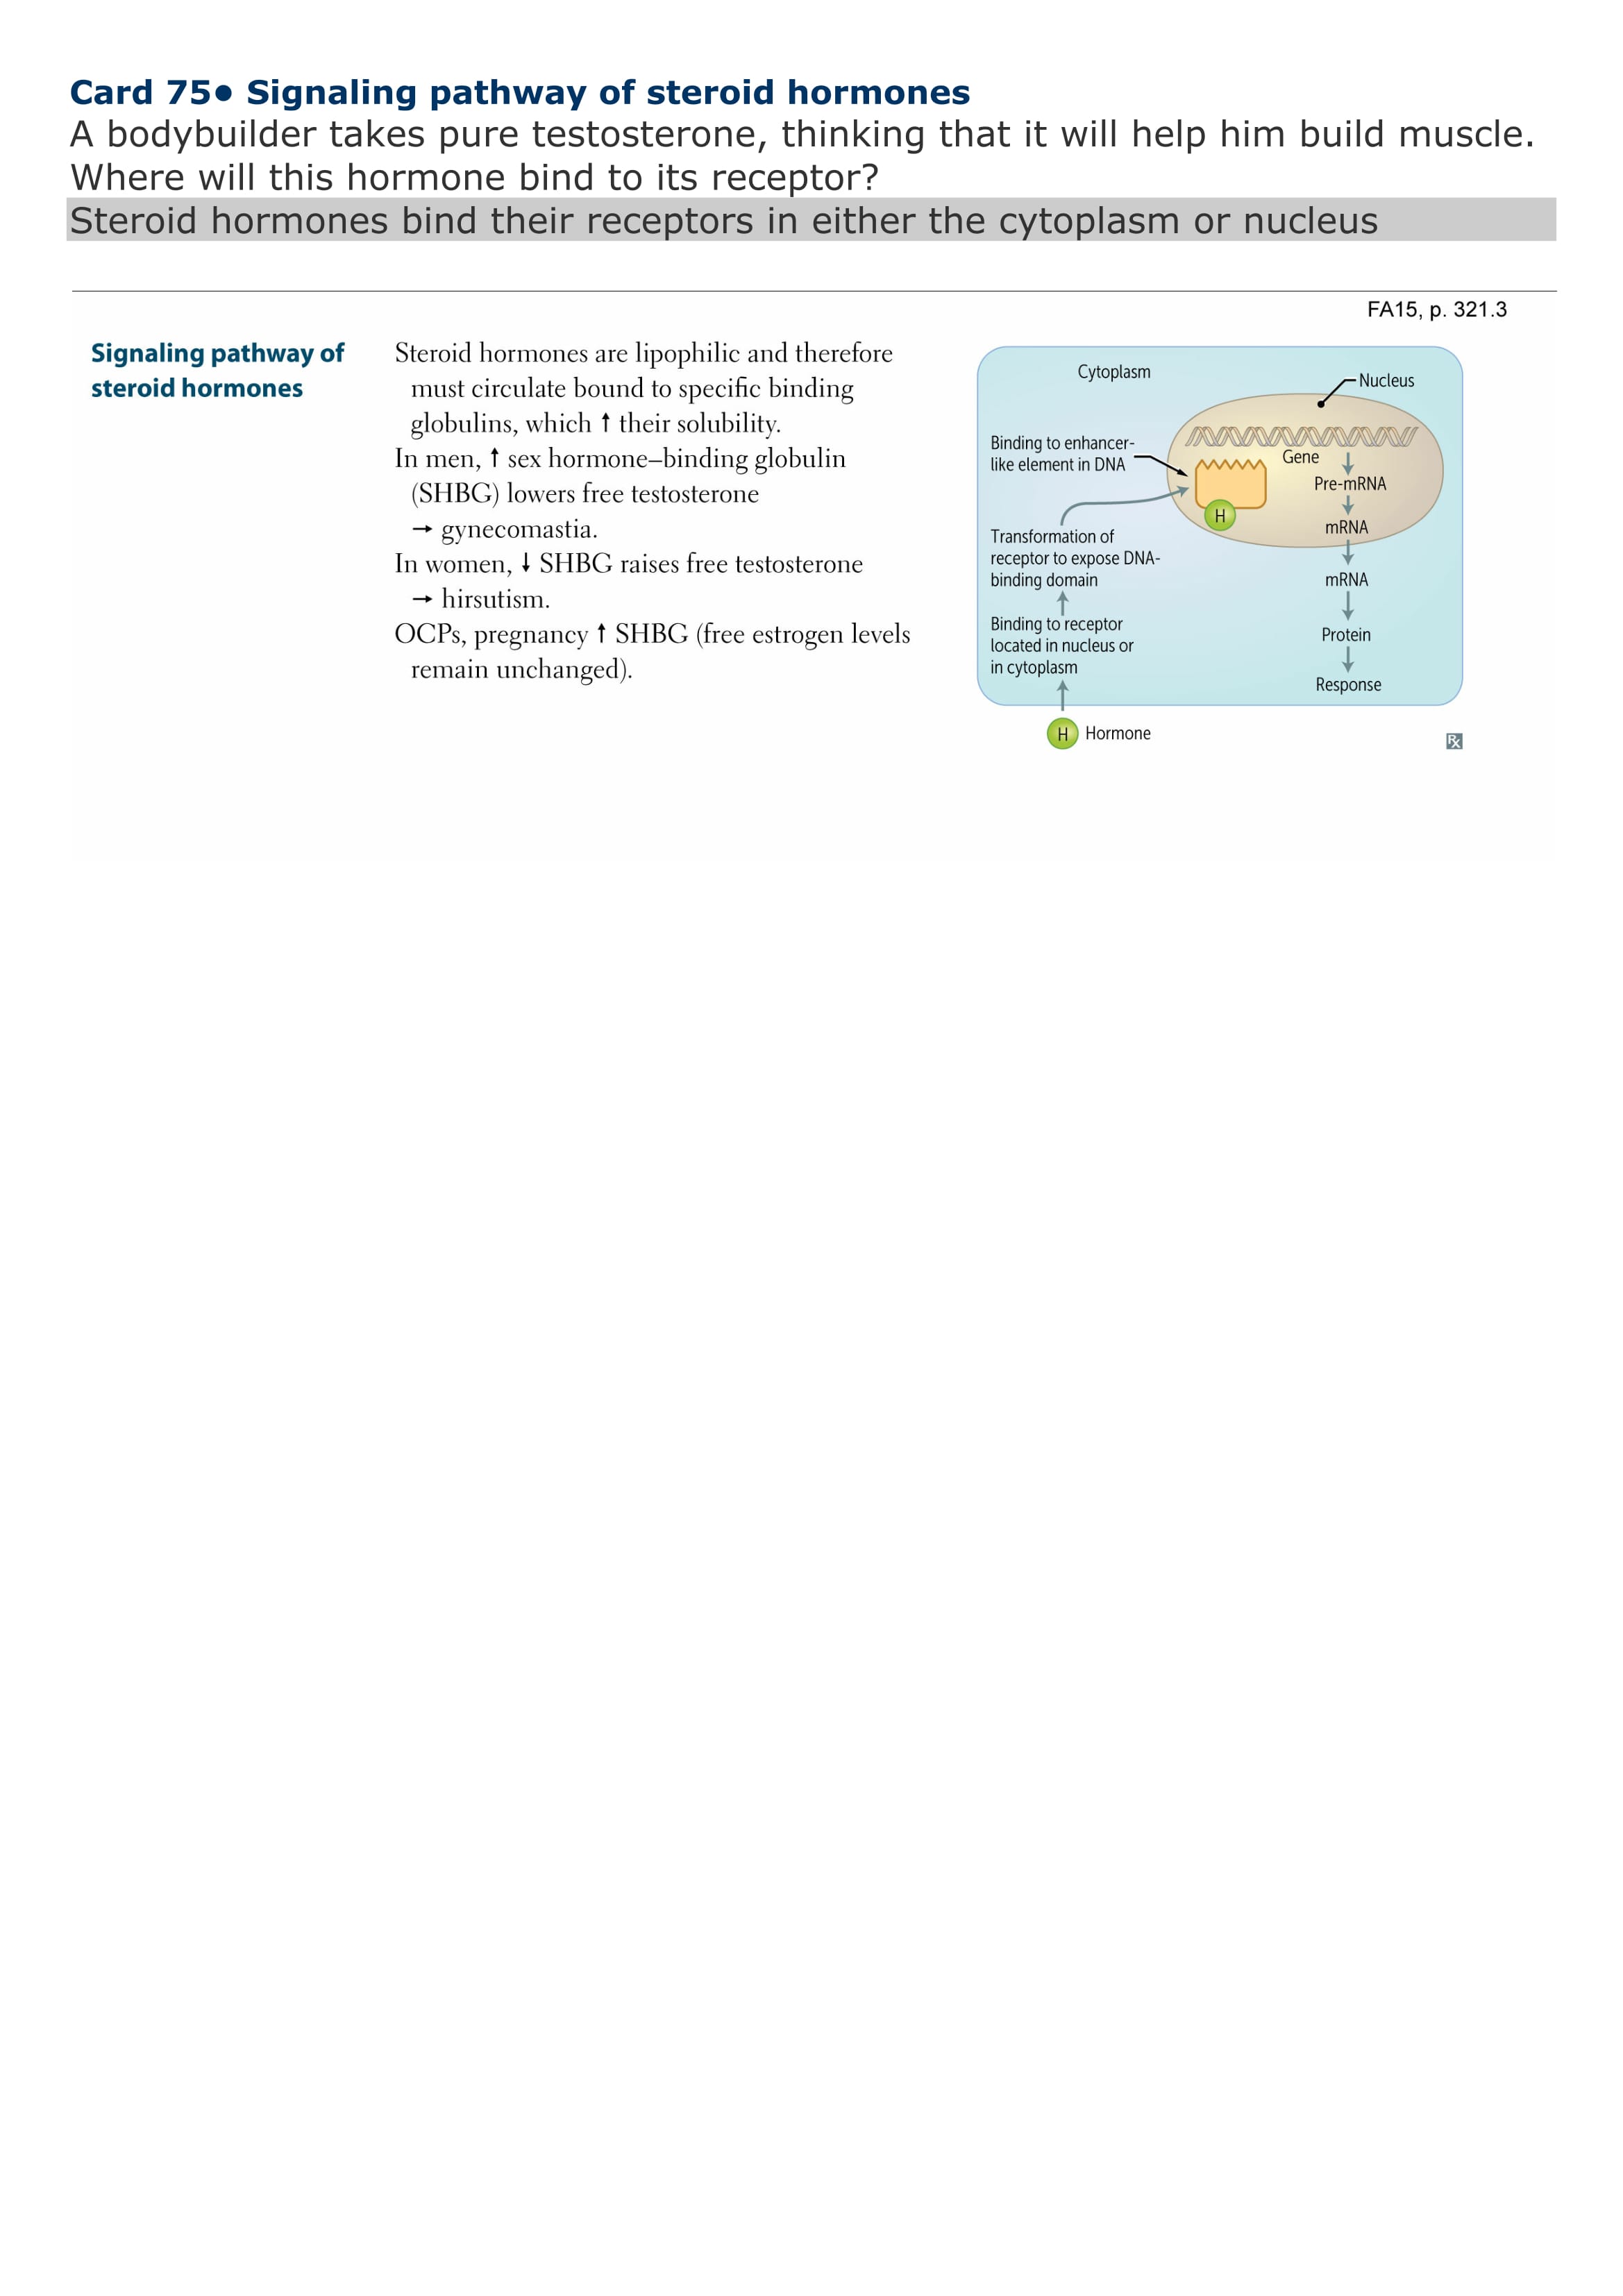 Card 75• Signaling pathway of steroid hormones
A bodybuilder takes pure testosterone, thinking that it will help him build muscle.
Where will this hormone bind to its receptor?
Steroid hormones bind their receptors in either the cytoplasm or nucleus
FA15, p. 321.3
Signaling pathway of
steroid hormones
Steroid hormones are lipophilic and therefore
must circulate bound to specific binding
globulins, which ↑ their solubility.
In men, ↑ sex hormone–binding globulin
(SHBG) lowers free testosterone
→ gynecomastia.
In women, ↓ SHBG raises free testosterone
→ hirsutism.
OCPs, pregnancy ↑ SHBG (free estrogen levels
remain unchanged).
Cytoplasm
Nucleus
Binding to enhancer-
like element in DNA
Gene
Pre-mRNA
H
mRNA
Transformation of
receptor to expose DNA-
binding domain
mRNA
Binding to receptor
located in nucleus or
in cytoplasm
Protein
Response
H Hormone
Rx